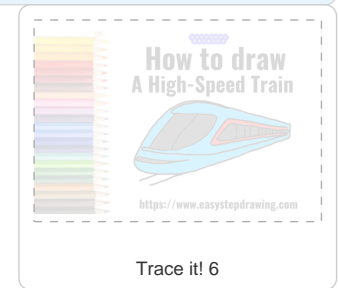 How to draw
A High-Speed Train
https://www.easystepdrawing.com
Trace it! 6